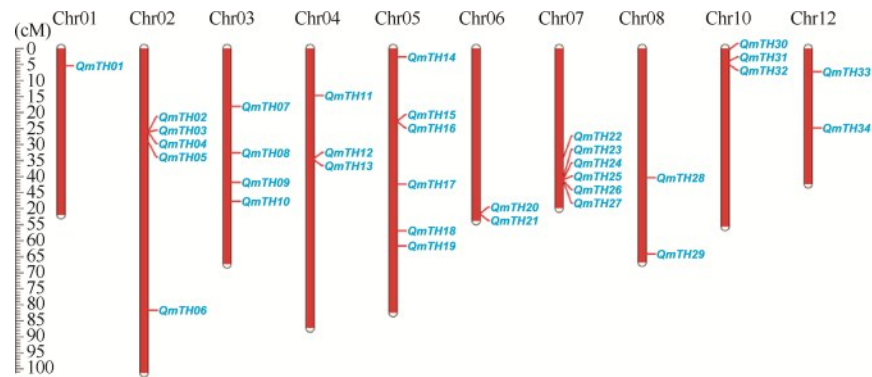 Chr01 Chr02 Chr03 Chr04 Chr05 Chr06 Chr07 Chr08 Chr10 Chr12
(cM)
0
5
10
15
20
25
30
35
40
45
50
55
60
65
70
75
80
85
90
95
100
QmTH01
QmTH02
QmTH03
QmTH04
QmTH05
QmTH06
QmTH07
QmTH08
QmTH09
QmTH10
QmTH11
QmTH12
QmTH13
QmTH14
QmTH15
QmTH16
QmTH17
QmTH18
QmTH19
QmTH20
QmTH21
QmTH22
QmTH23
QmTH24
QmTH25
QmTH26
QmTH27
QmTH28
QmTH29
QmTH30
QmTH31
QmTH32
QmTH33
QmTH34